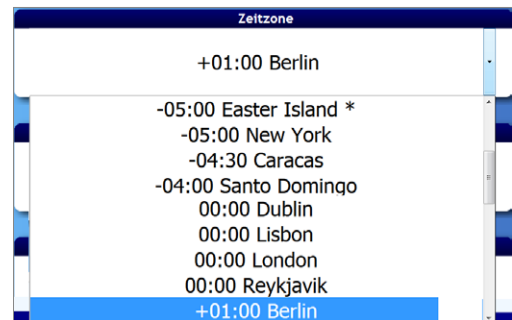 Zeitzone
+01:00 Berlin
-05:00 Easter Island *
-05:00 New York
-04:30 Caracas
-04:00 Santo Domingo
00:00 Dublin
00:00 Lisbon
00:00 London
00:00 Reykjavik
+01:00 Berlin